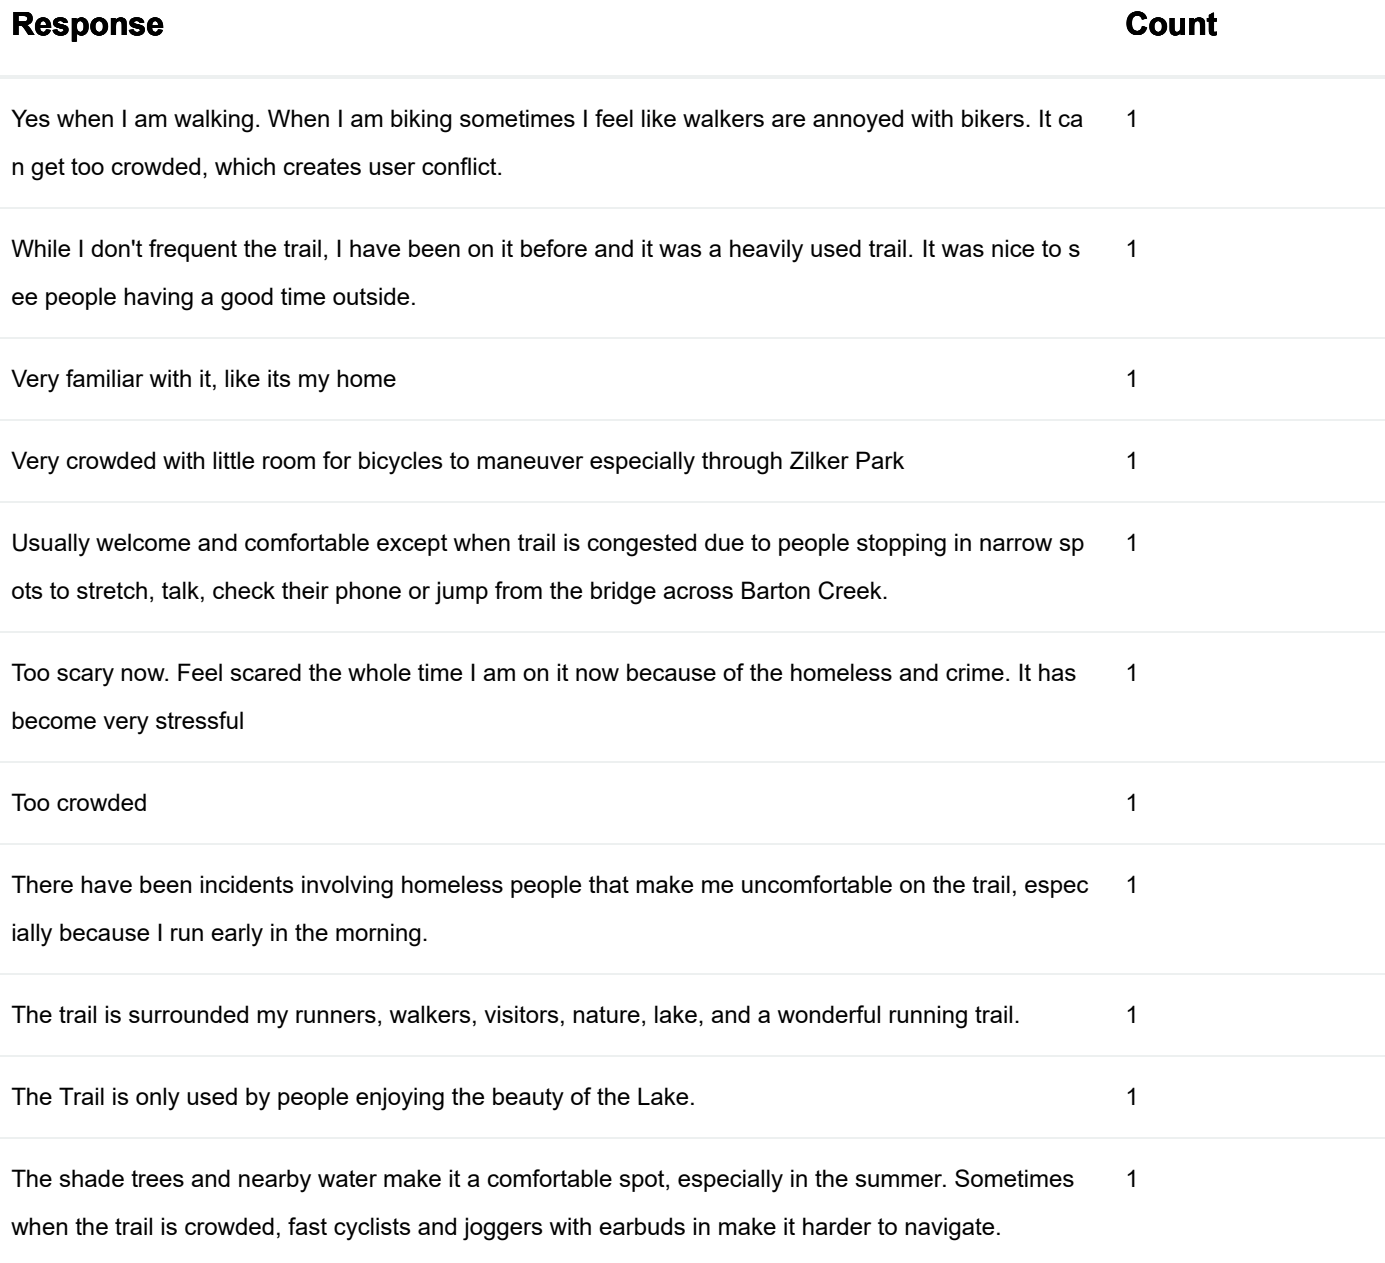 Response Count
Yes when I am walking. When I am biking sometimes I feel like walkers are annoyed with bikers. It ca 1
n get too crowded, which creates user conflict.
While I don't frequent the trail, I have been on it before and it was a heavily used trail. It was nice to s 1
ee people having a good time outside.
Very familiar with it, like its my home 1
Very crowded with little room for bicycles to maneuver especially through Zilker Park 1
Usually welcome and comfortable except when trail is congested due to people stopping in narrow sp 1
ots to stretch, talk, check their phone or jump from the bridge across Barton Creek.
Too scary now. Feel scared the whole time I am on it now because of the homeless and crime. It has 1
become very stressful
Too crowded 1
There have been incidents involving homeless people that make me uncomfortable on the trail, espec 1
ially because I run early in the morning.
The trail is surrounded my runners, walkers, visitors, nature, lake, and a wonderful running trail. 1
The Trail is only used by people enjoying the beauty of the Lake. 1
The shade trees and nearby water make it a comfortable spot, especially in the summer. Sometimes 1
when the trail is crowded, fast cyclists and joggers with earbuds in make it harder to navigate.